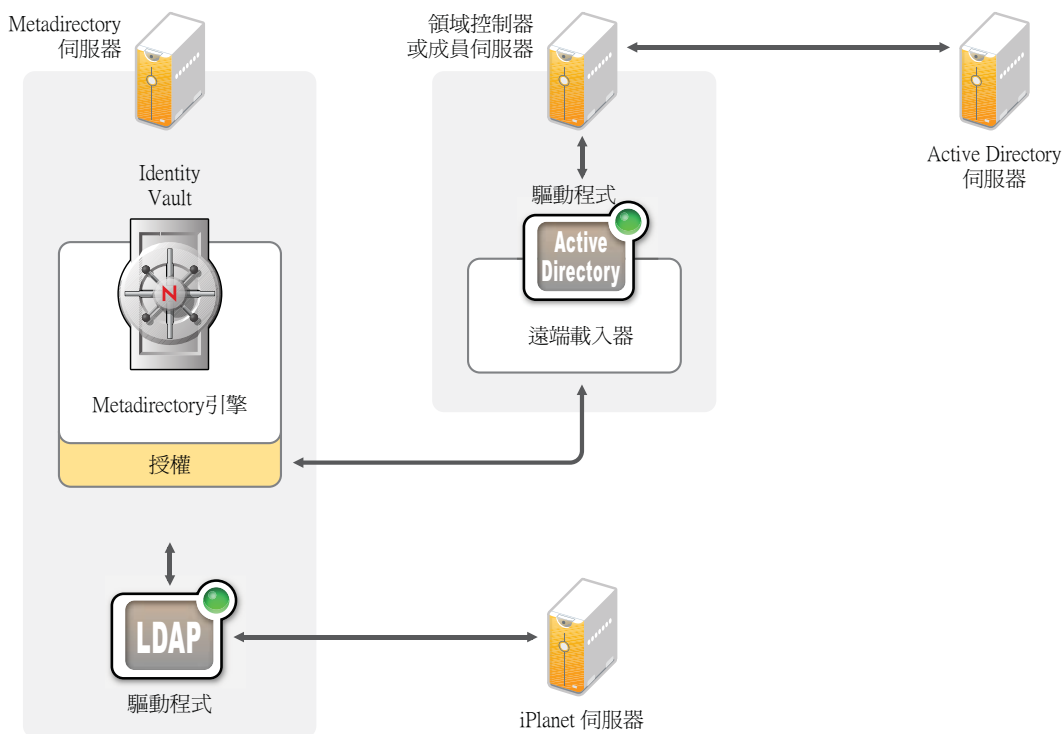 Metadirectory
伺服器
領域控制器
或成員伺服器
Active Directory
伺服器
Identity
Vault
N
驅動程式
Active
Directory
遠端載入器
Metadirectory引擎
授權
LDAP
驅動程式
iPlanet 伺服器